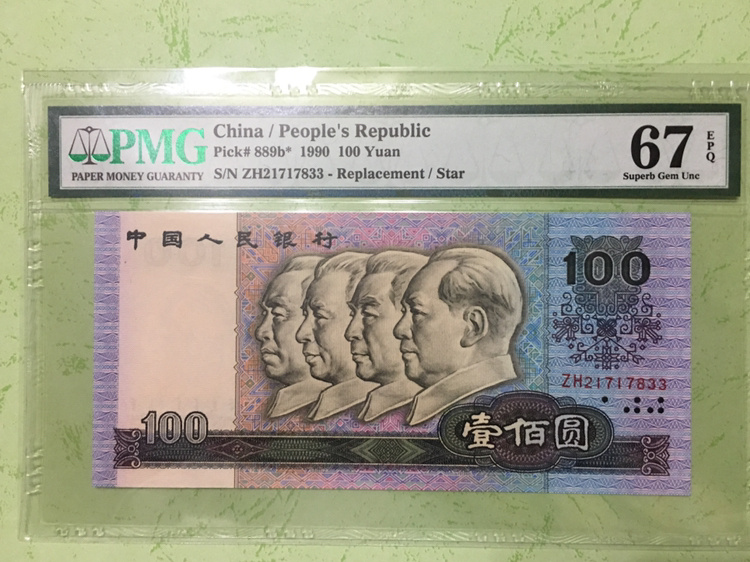 PMG
PAPER MONEY GUARANTY
China / People's Republic
Pick# 889b* 1990 100 Yuan
S/N ZH21717833 - Replacement / Star
67
EPQ
Superb Gem Unc
中国人民银行
100
ZH21717833
100
壹佰圆